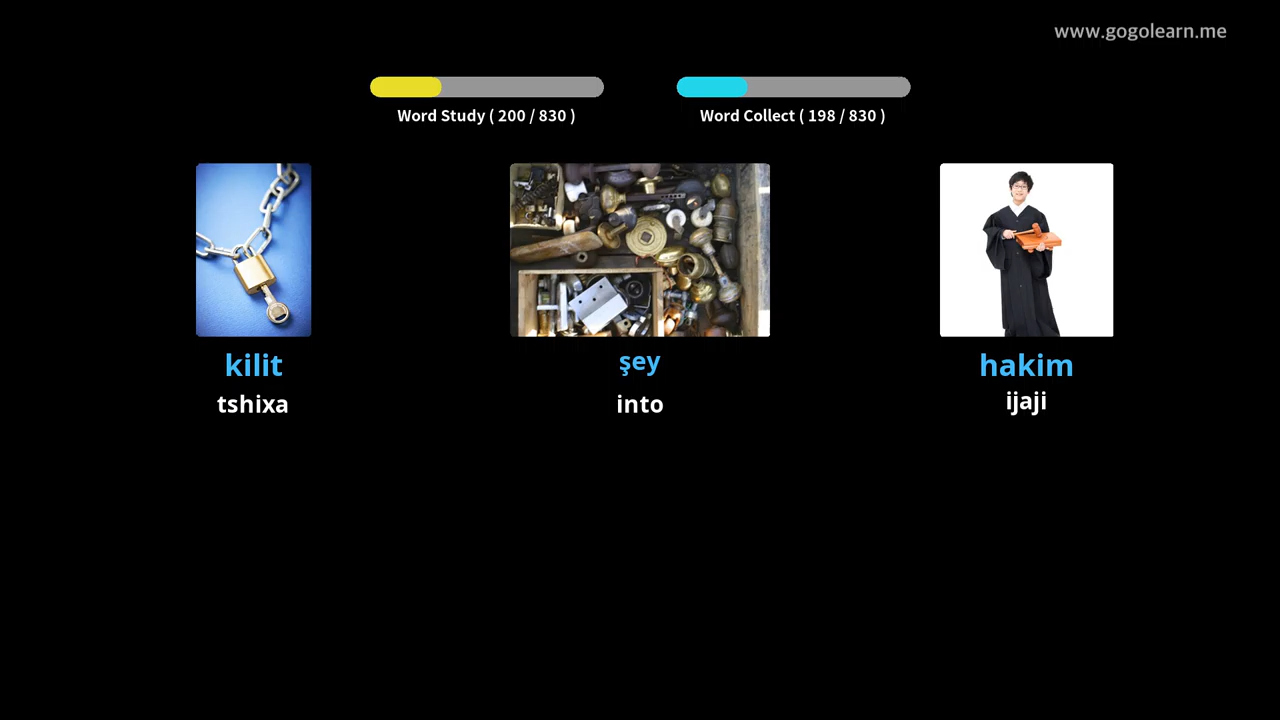 www.gogolearn.me
Word Study ( 200 / 830 )
Word Collect ( 198 / 830 )
kilit
tshixa
şey
into
hakim
ijaji